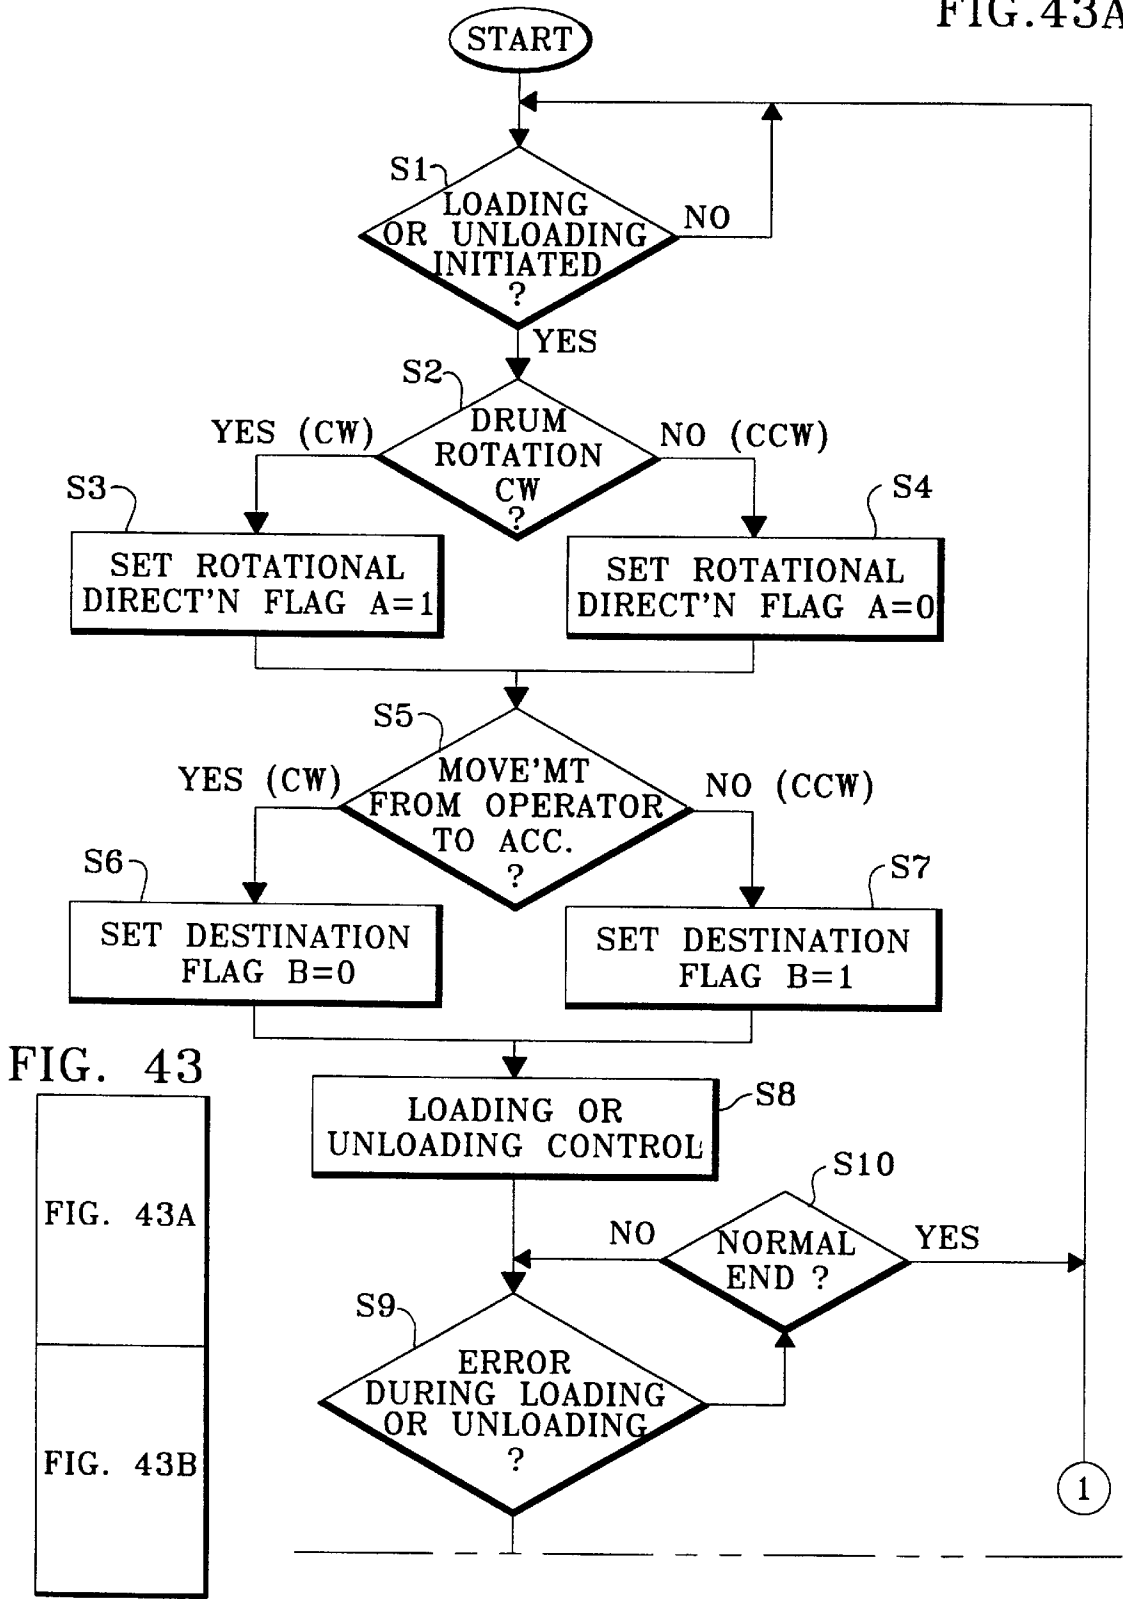 FIG.43A
START
S1
LOADING
OR UNLOADING
INITIATED
?
NO
YES
S2
DRUM
ROTATION
CW
?
YES (CW)
NO (CCW)
S3
SET ROTATIONAL
DIRECT'N FLAG A=1
S4
SET ROTATIONAL
DIRECT'N FLAG A=0
S5
MOVE'MT
FROM OPERATOR
TO ACC.
?
YES (CW)
NO (CCW)
S6
SET DESTINATION
FLAG B=0
S7
SET DESTINATION
FLAG B=1
FIG. 43
FIG. 43A
FIG. 43B
LOADING OR
UNLOADING CONTROL
S8
S10
NORMAL
END ?
NO
YES
S9
ERROR
DURING LOADING
OR UNLOADING
?
1